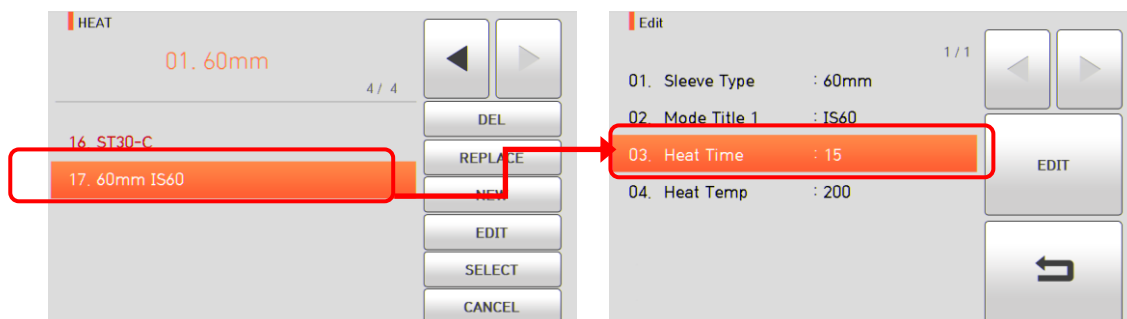 HEAT
01. 60mm
4/ 4
16 ST30-C
17. 60mm IS60
DEL
REPLACE
NEW
EDIT
SELECT
CANCEL
Edit
1/1
01. Sleeve Type : 60mm
02. Mode Title 1 : IS60
03. Heat Time : 15
04. Heat Temp : 200
EDIT